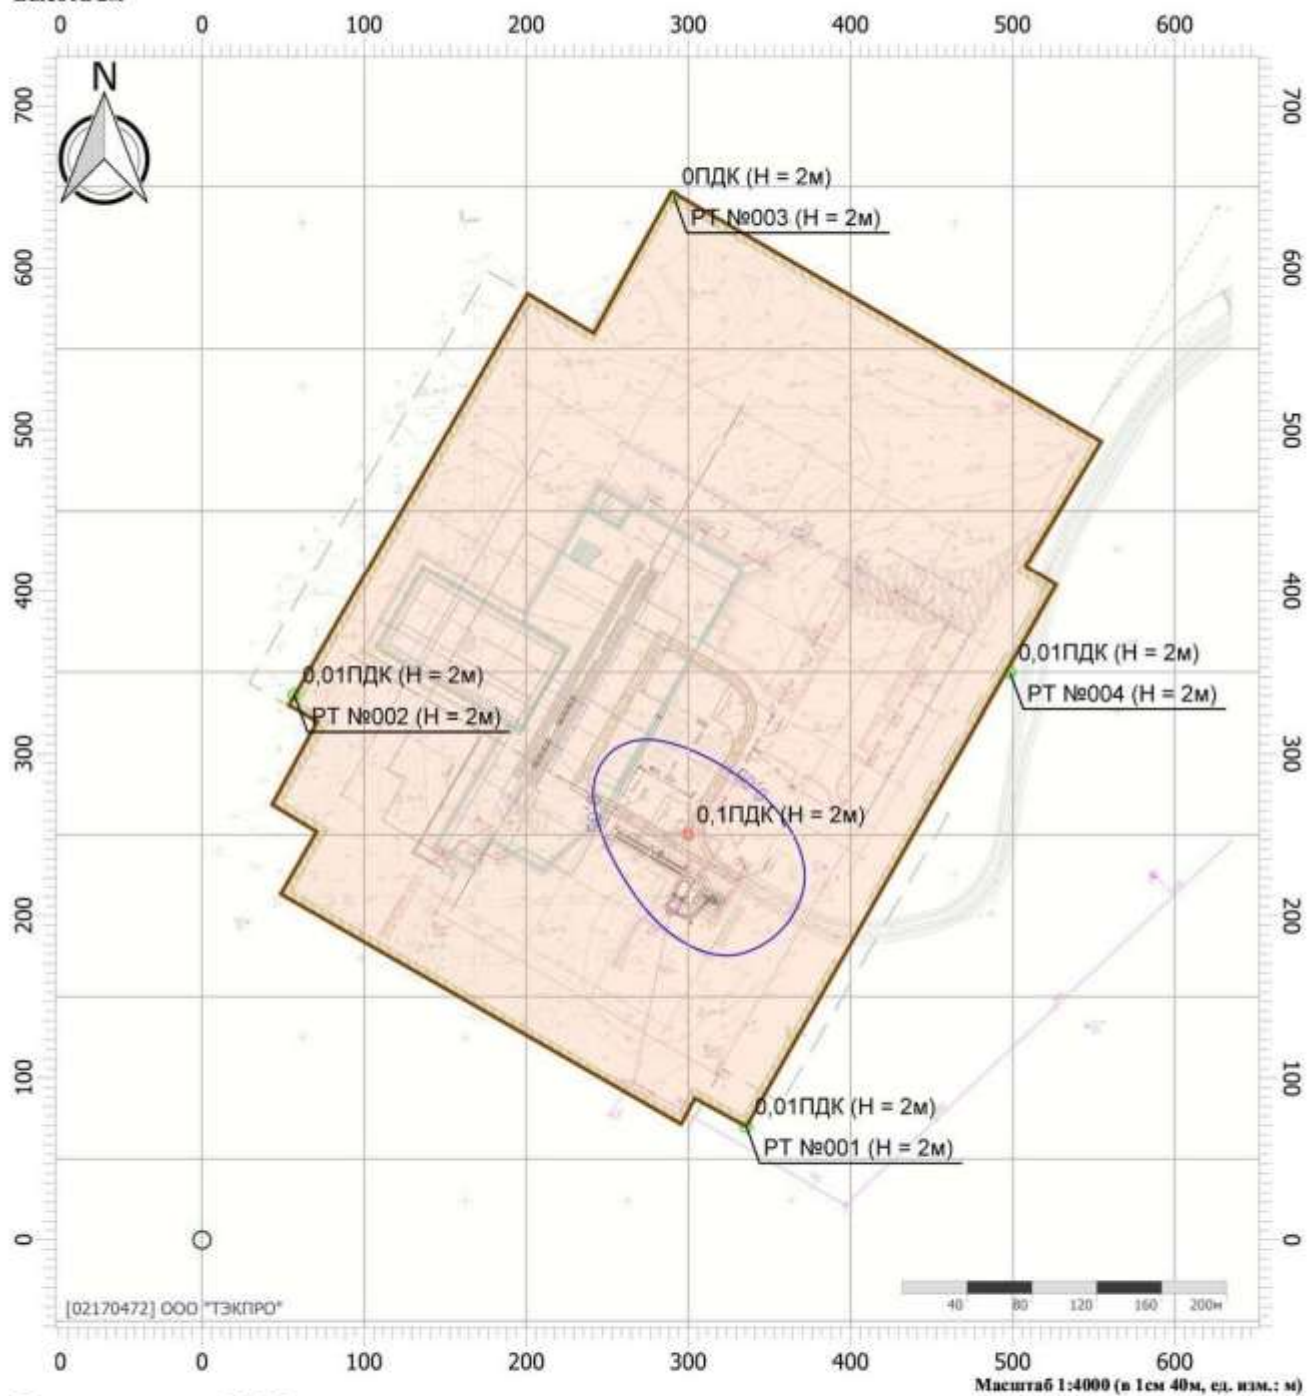 0 0 100 200 300 400 500 600
N
700 700
0ПДК (Н = 2м)
РТ №003 (Н = 2м)
600 600
500 500
400 400
0,01ПДК (Н = 2м)
РТ №004 (Н = 2м)
0,01ПДК (Н = 2м)
РТ №002 (Н = 2м)
300 300
0,1ПДК (Н = 2м)
200 200
100 100
0,01ПДК (Н = 2м)
РТ №001 (Н = 2м)
0 0
[02170472] ООО "ТЭКПРО"
40 80 120 160 200м
0 0 100 200 300 400 500 600
Масштаб 1:4000 (в 1см 40м, ед. изм.: м)